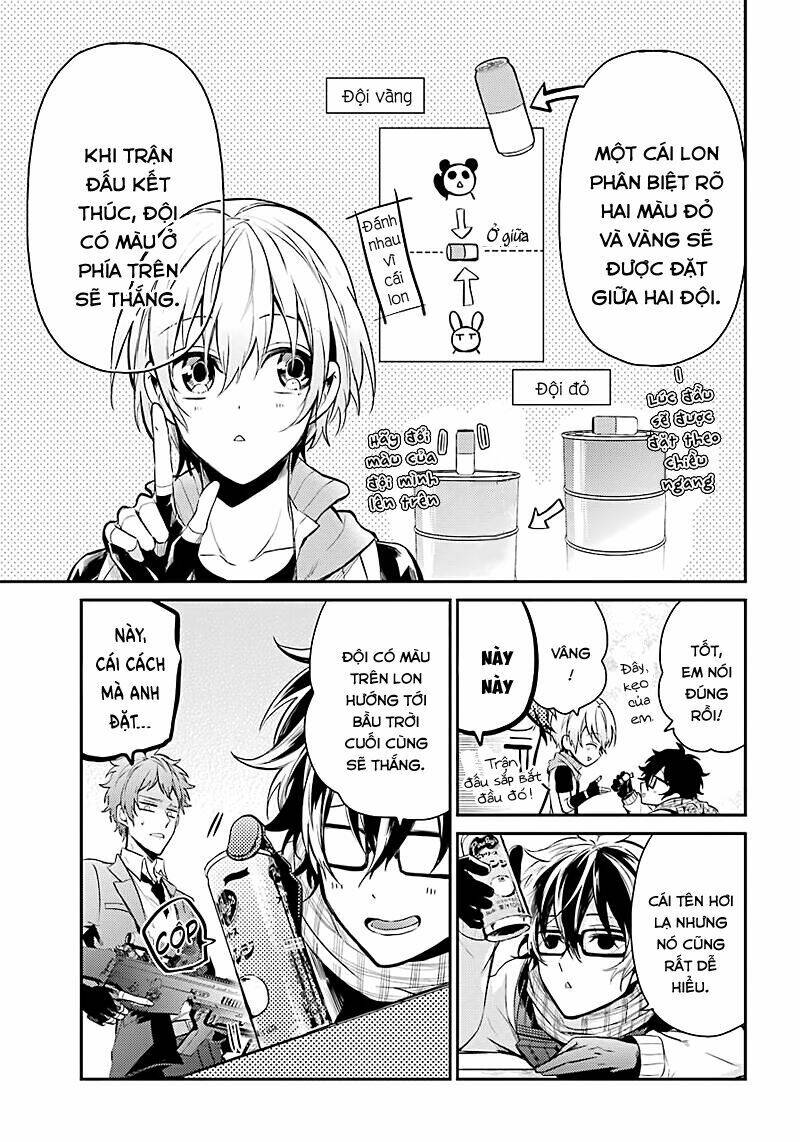 MỘT CÁI LON
PHÂN BIỆT RÕ
HAI MÀU ĐỎ
VÀ VÀNG SẼ
ĐƯỢC ĐẶT
GIỮA HAI ĐỘI.
Đội vàng
Ở giữa
Đánh
nhau
vì
cái
lon
Đội đỏ
KHI TRẬN
ĐẤU KẾT
THÚC, ĐỘI
CÓ MÀU Ở
PHÍA TRÊN
SẼ THẮNG.
Lúc đầu
sẽ được
đặt theo
chiều
ngang
Hãy đổi
màu của
đội mình
lên trên
TỐT,
EM NÓI
ĐÚNG
RỒI!
Đây,
kẹo
của
em.
VÂNG
!
NÀY
NÀY
Trận
đấu sắp bắt
đầu đó!
CÁI TÊN HƠI
LẠ NHƯNG
NÓ CŨNG
RẤT DỄ
HIỂU.
ĐỘI CÓ MÀU
TRÊN LON
HƯỚNG TỚI
BẦU TRỜI
CUỐI CÙNG
SẼ THẮNG.
NÀY,
CÁI CÁCH
MÀ ANH
ĐẶT...
CỘP